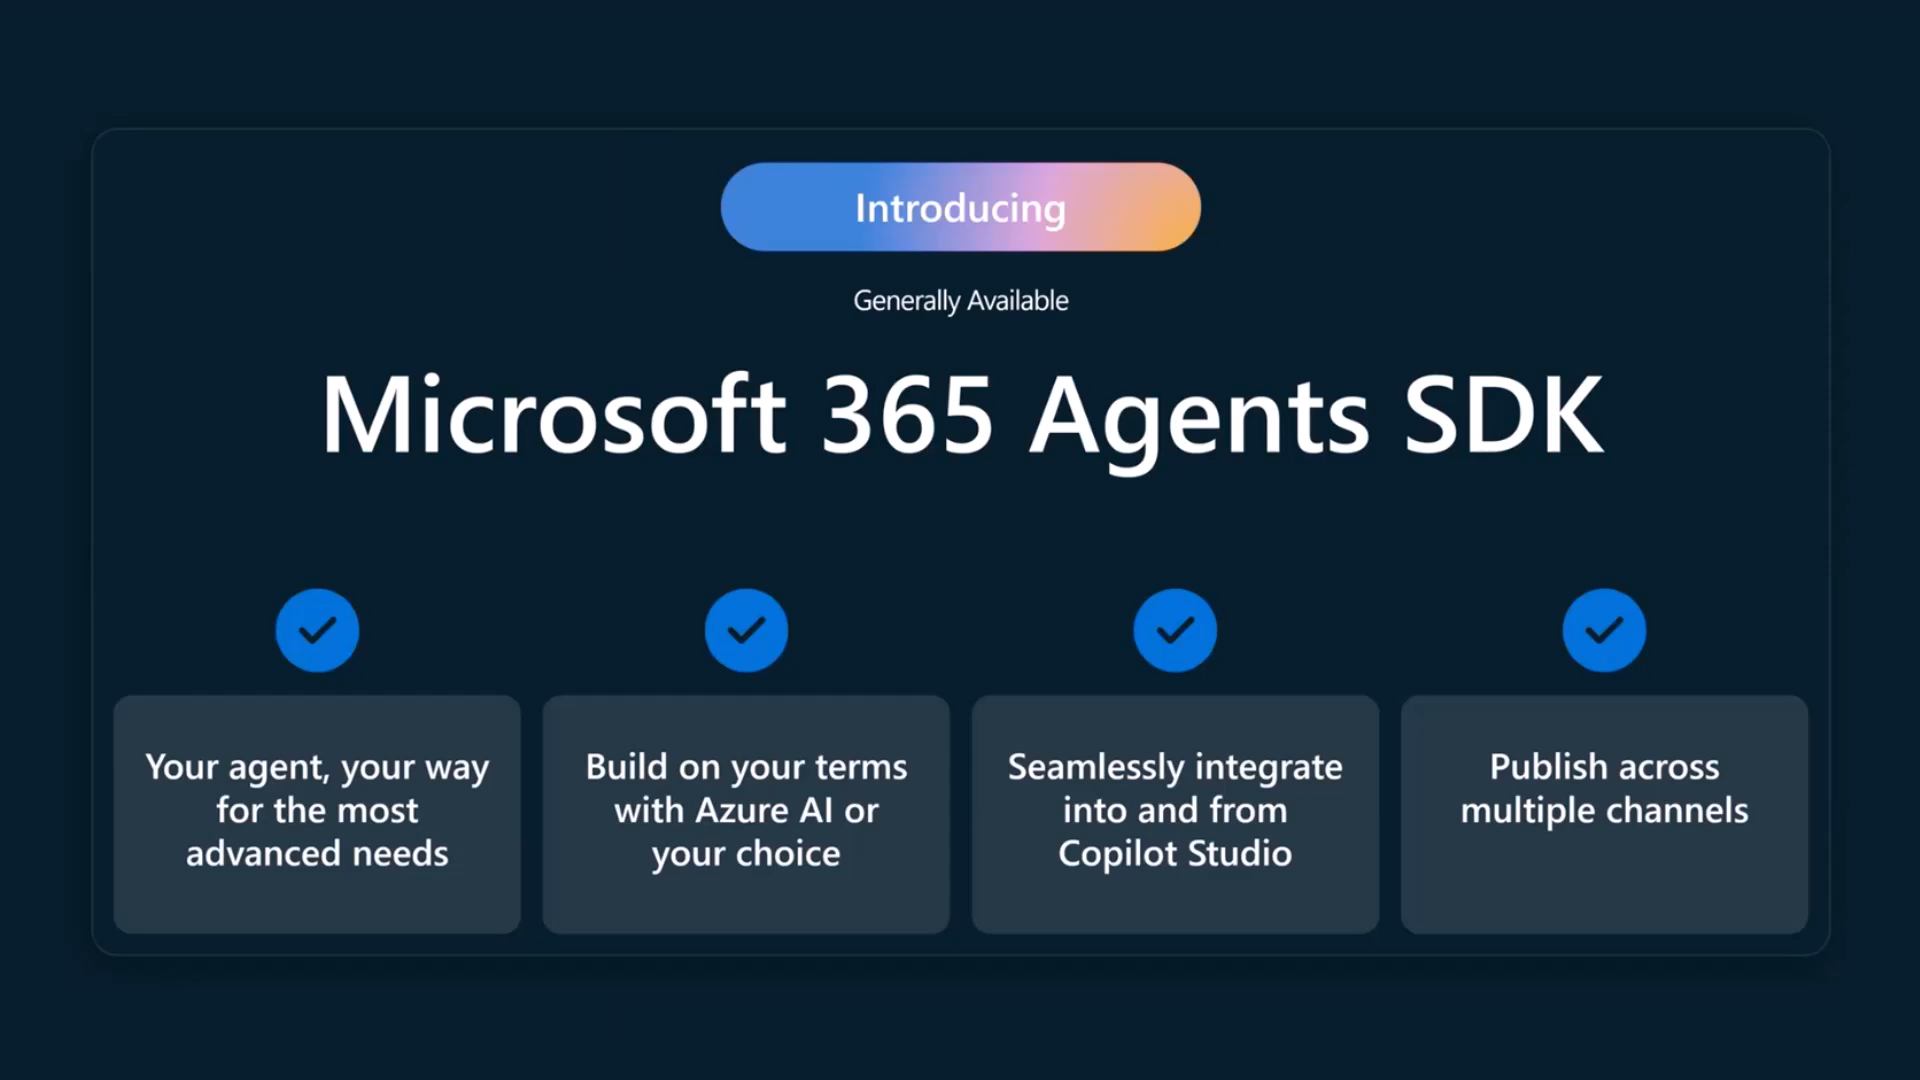 Introducing
Generally Available
Microsoft 365 Agents SDK
Your agent, your way
for the most
advanced needs
Build on your terms
with Azure AI or
your choice
Seamlessly integrate
into and from
Copilot Studio
Publish across
multiple channels